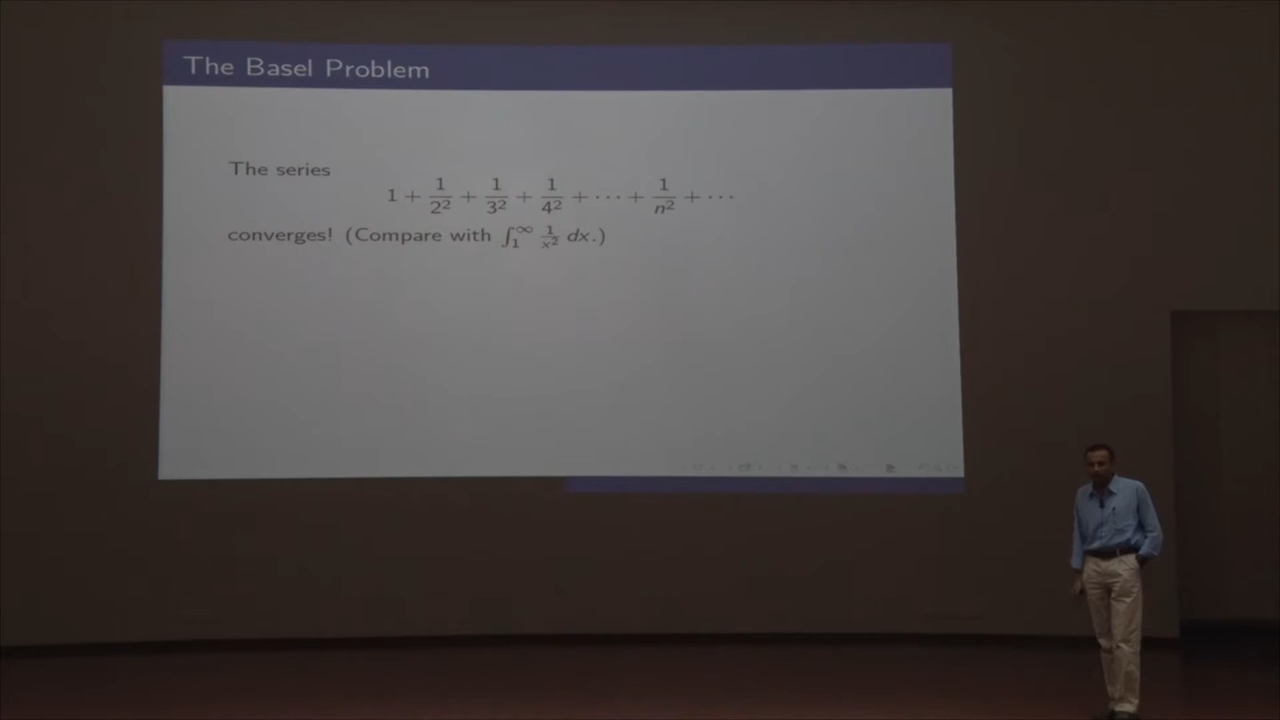 The Basel Problem
The series
1 + 1/2² + 1/3² + 1/4² + ⋯ + 1/n² + ⋯
converges! (Compare with ∫₁^∞ 1/x² dx.)